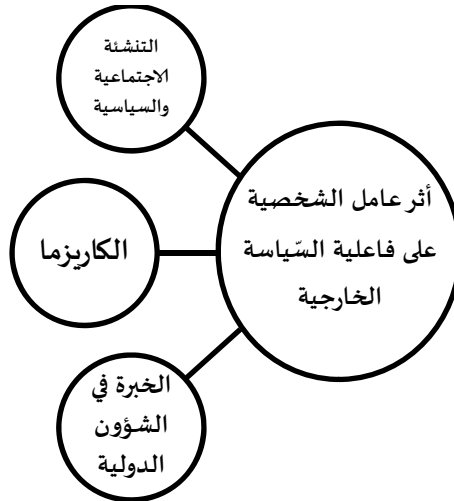 أثر عامل الشخصية
على فاعلية السّياسة
الخارجية
التنشئة
الاجتماعية
والسياسية
الكاريزما
الخبرة في
الشؤون
الدولية